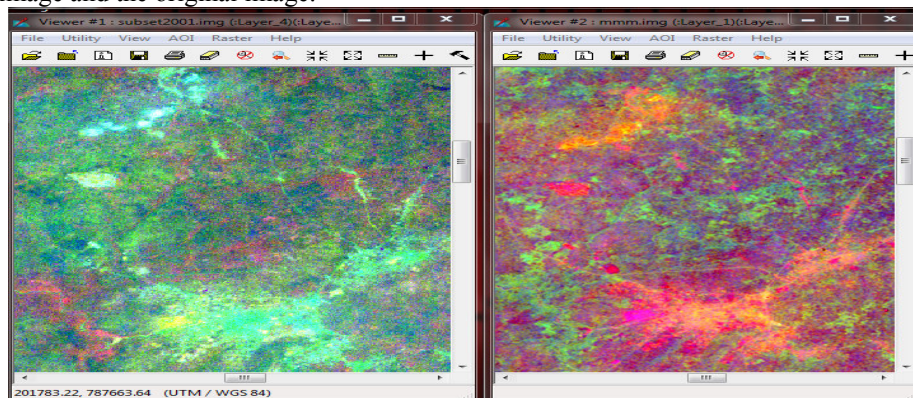 image and the original image.
Viewer #1 : subset2001.img (:Layer_4)(:Laye...
File Utility View AOI Raster Help
201783.22, 787663.64 (UTM / WGS 84)
Viewer #2 : mmm.img (:Layer_1)(:Layer...
File Utility View AOI Raster Help